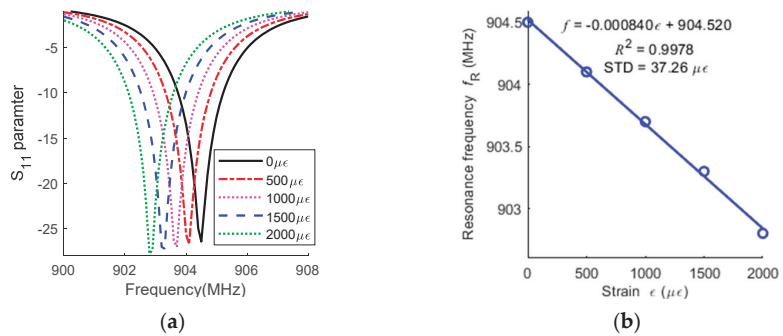 -5
-10
-15
-20
-25
S11 paramter
0με
500με
1000με
1500με
2000με
900
902
904
906
908
Frequency(MHz)
(a)
904.5
904
903.5
903
Resonance frequency fR (MHz)
f = -0.000840ϵ + 904.520
R² = 0.9978
STD = 37.26 με
0
500
1000
1500
2000
Strain ϵ (με)
(b)